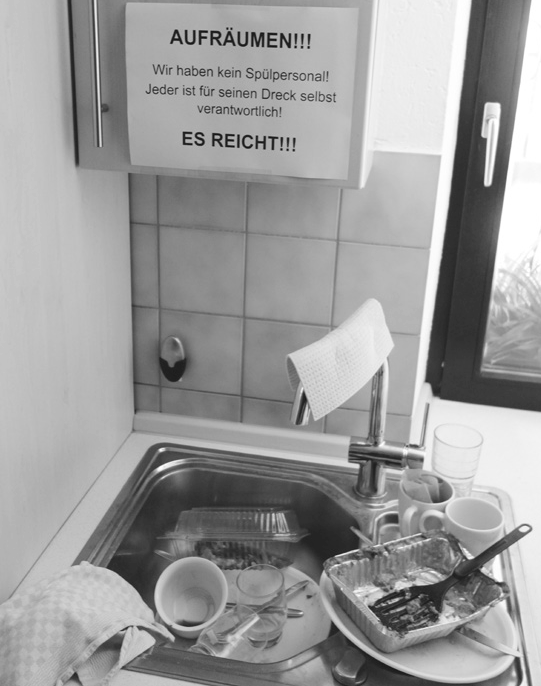 AUFRÄUMEN!!!
Wir haben kein Spülpersonal!
Jeder ist für seinen Dreck selbst
verantwortlich!
ES REICHT!!!